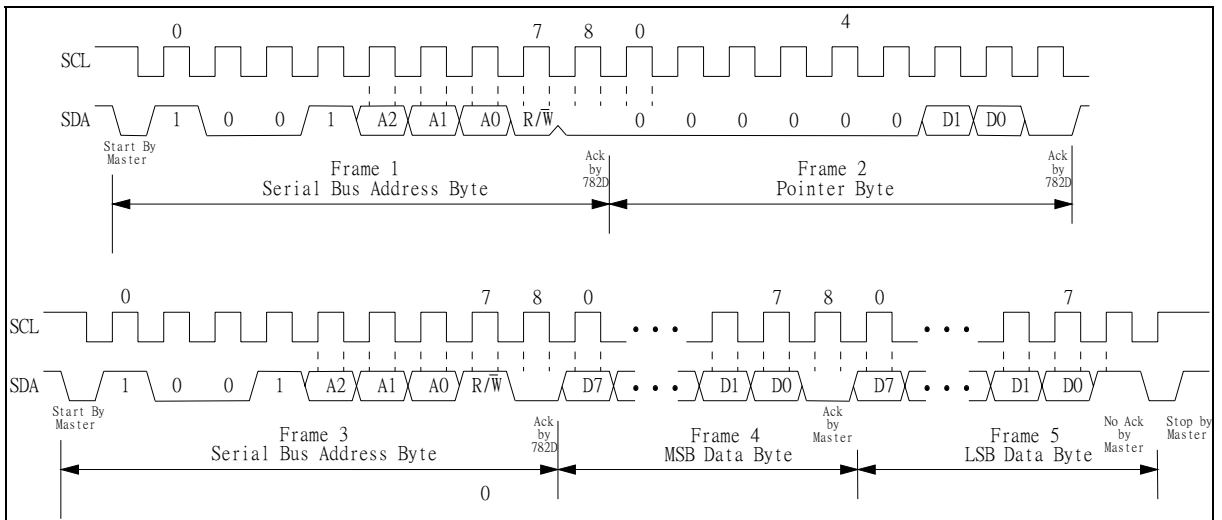 0 7 8 0 4
SCL
SDA 1 0 0 1 A2 A1 A0 R/W̅ 0 0 0 0 0 0 D1 D0
Start By
Master
Ack
by
782D
Ack
by
782D
Frame 1
Serial Bus Address Byte
Frame 2
Pointer Byte
0 7 8 0 7 8 0 7
SCL . . . . . .
SDA 1 0 0 1 A2 A1 A0 R/W̅ D7 . . . D1 D0 D7 . . . D1 D0
Start By
Master
Ack
by
782D
Ack
by
Master
No Ack
by
Master
Stop by
Master
Frame 3
Serial Bus Address Byte
Frame 4
MSB Data Byte
Frame 5
LSB Data Byte
0